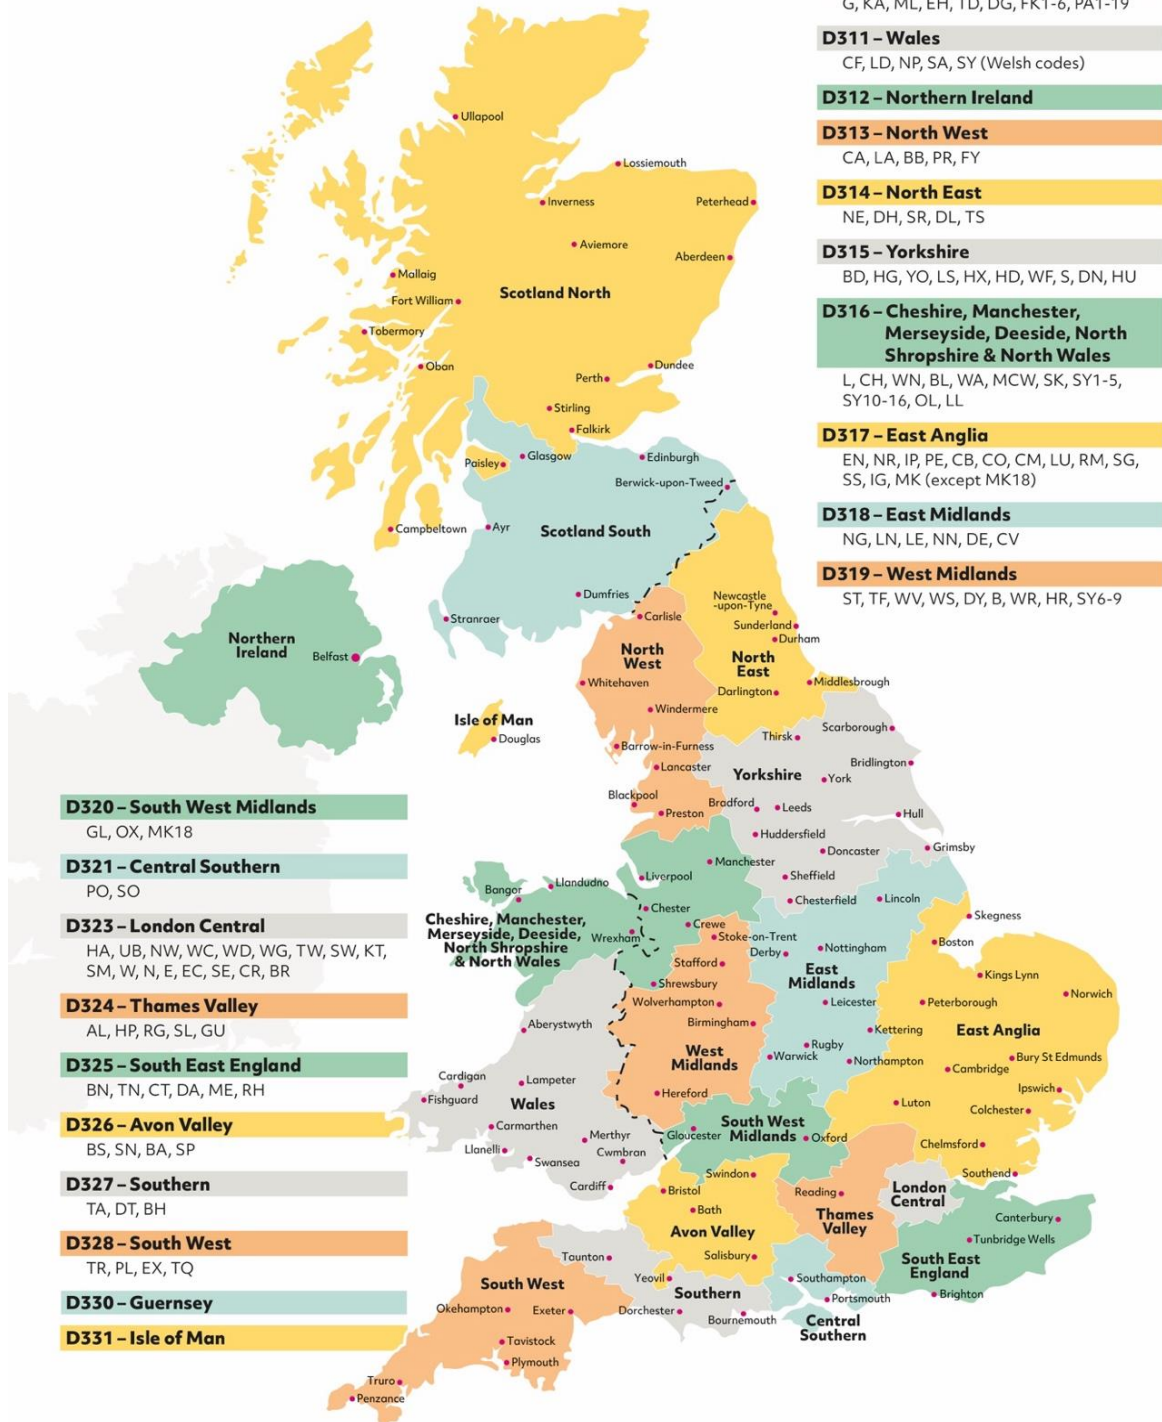 G, KA, ML, EH, TD, DG, FK1-6, PA1-19
D311 – Wales
CF, LD, NP, SA, SY (Welsh codes)
D312 – Northern Ireland
D313 – North West
CA, LA, BB, PR, FY
D314 – North East
NE, DH, SR, DL, TS
D315 – Yorkshire
BD, HG, YO, LS, HX, HD, WF, S, DN, HU
D316 – Cheshire, Manchester,
Merseyside, Deeside, North
Shropshire & North Wales
L, CH, WN, BL, WA, MCW, SK, SY1-5,
SY10-16, OL, LL
D317 – East Anglia
EN, NR, IP, PE, CB, CO, CM, LU, RM, SG,
SS, IG, MK (except MK18)
D318 – East Midlands
NG, LN, LE, NN, DE, CV
D319 – West Midlands
ST, TF, WV, WS, DY, B, WR, HR, SY6-9
D320 – South West Midlands
GL, OX, MK18
D321 – Central Southern
PO, SO
D323 – London Central
HA, UB, NW, WC, WD, WG, TW, SW, KT,
SM, W, N, E, EC, SE, CR, BR
D324 – Thames Valley
AL, HP, RG, SL, GU
D325 – South East England
BN, TN, CT, DA, ME, RH
D326 – Avon Valley
BS, SN, BA, SP
D327 – Southern
TA, DT, BH
D328 – South West
TR, PL, EX, TQ
D330 – Guernsey
D331 – Isle of Man
Ullapool
Lossiemouth
Inverness
Peterhead
Aviemore
Aberdeen
Mallaig
Scotland North
Fort William
Tobermory
Oban
Dundee
Perth
Stirling
Falkirk
Glasgow
Edinburgh
Paisley
Berwick-upon-Tweed
Campbeltown
Ayr
Scotland South
Dumfries
Stranraer
Newcastle
-upon-Tyne
Carlisle
Sunderland
Durham
Northern
Ireland
Belfast
North
West
North
East
Whitehaven
Darlington
Middlesbrough
Windermere
Isle of Man
Douglas
Scarborough
Thirsk
Barrow-in-Furness
Lancaster
Bridlington
Yorkshire
York
Blackpool
Bradford
Leeds
Preston
Hull
Huddersfield
Doncaster
Grimsby
Manchester
Liverpool
Sheffield
Llandudno
Bangor
Chesterfield
Lincoln
Chester
Skegness
Cheshire, Manchester,
Merseyside, Deeside,
North Shropshire
& North Wales
Crewe
Wrexham
Stoke-on-Trent
Boston
Nottingham
Derby
Stafford
East
Midlands
Kings Lynn
Shrewsbury
Norwich
Wolverhampton
Leicester
Peterborough
Birmingham
Aberystwyth
Kettering
East Anglia
Rugby
West
Midlands
Warwick
Northampton
Bury St Edmunds
Cambridge
Cardigan
Lampeter
Ipswich
Hereford
Fishguard
Wales
Luton
Colchester
Carmarthen
South West
Midlands
Gloucester
Oxford
Merthyr
Chelmsford
Llanelli
Cwmbran
Swansea
Swindon
Southend
Cardiff
Bristol
Reading
London
Central
Bath
Thames
Valley
Canterbury
Avon Valley
Tunbridge Wells
Taunton
Salisbury
South East
England
Yeovil
Southampton
South West
Southern
Brighton
Portsmouth
Okehampton
Exeter
Dorchester
Bournemouth
Central
Southern
Tavistock
Plymouth
Truro
Penzance